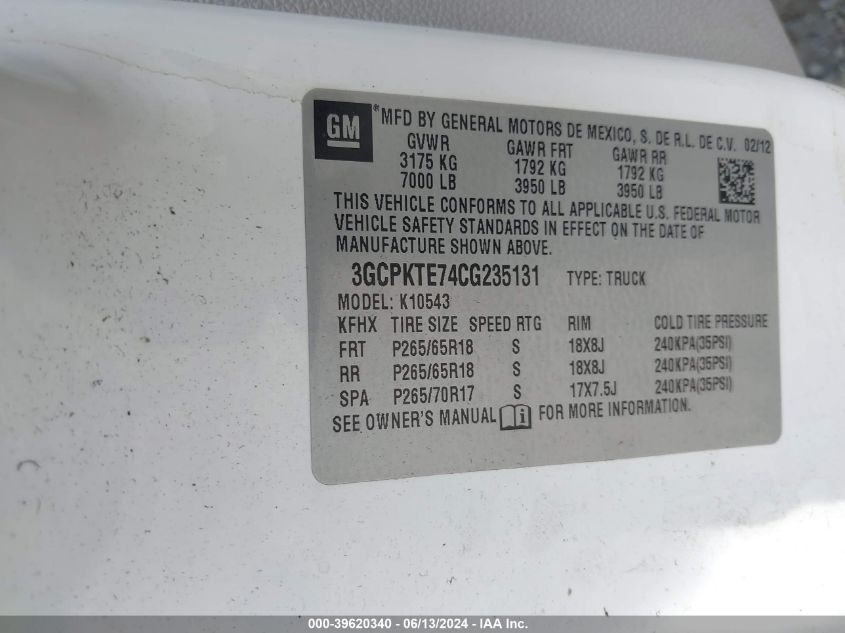 GM ® MFD BY GENERAL MOTORS DE MEXICO, S. DE R.L. DE C.V. 02/12
GVWR GAWR FRT GAWR RR
3175 KG 1792 KG 1792 KG
7000 LB 3950 LB 3950 LB
THIS VEHICLE CONFORMS TO ALL APPLICABLE U.S. FEDERAL MOTOR
VEHICLE SAFETY STANDARDS IN EFFECT ON THE DATE OF
MANUFACTURE SHOWN ABOVE.
3GCPKTE74CG235131 TYPE: TRUCK
MODEL: K10543
KFHX TIRE SIZE SPEED RTG RIM COLD TIRE PRESSURE
FRT P265/65R18 S 18X8J 240KPA(35PSI)
RR P265/65R18 S 18X8J 240KPA(35PSI)
SPA P265/70R17 S 17X7.5J 240KPA(35PSI)
SEE OWNER'S MANUAL i FOR MORE INFORMATION.
000-39620340 - 06/13/2024 - IAA Inc.